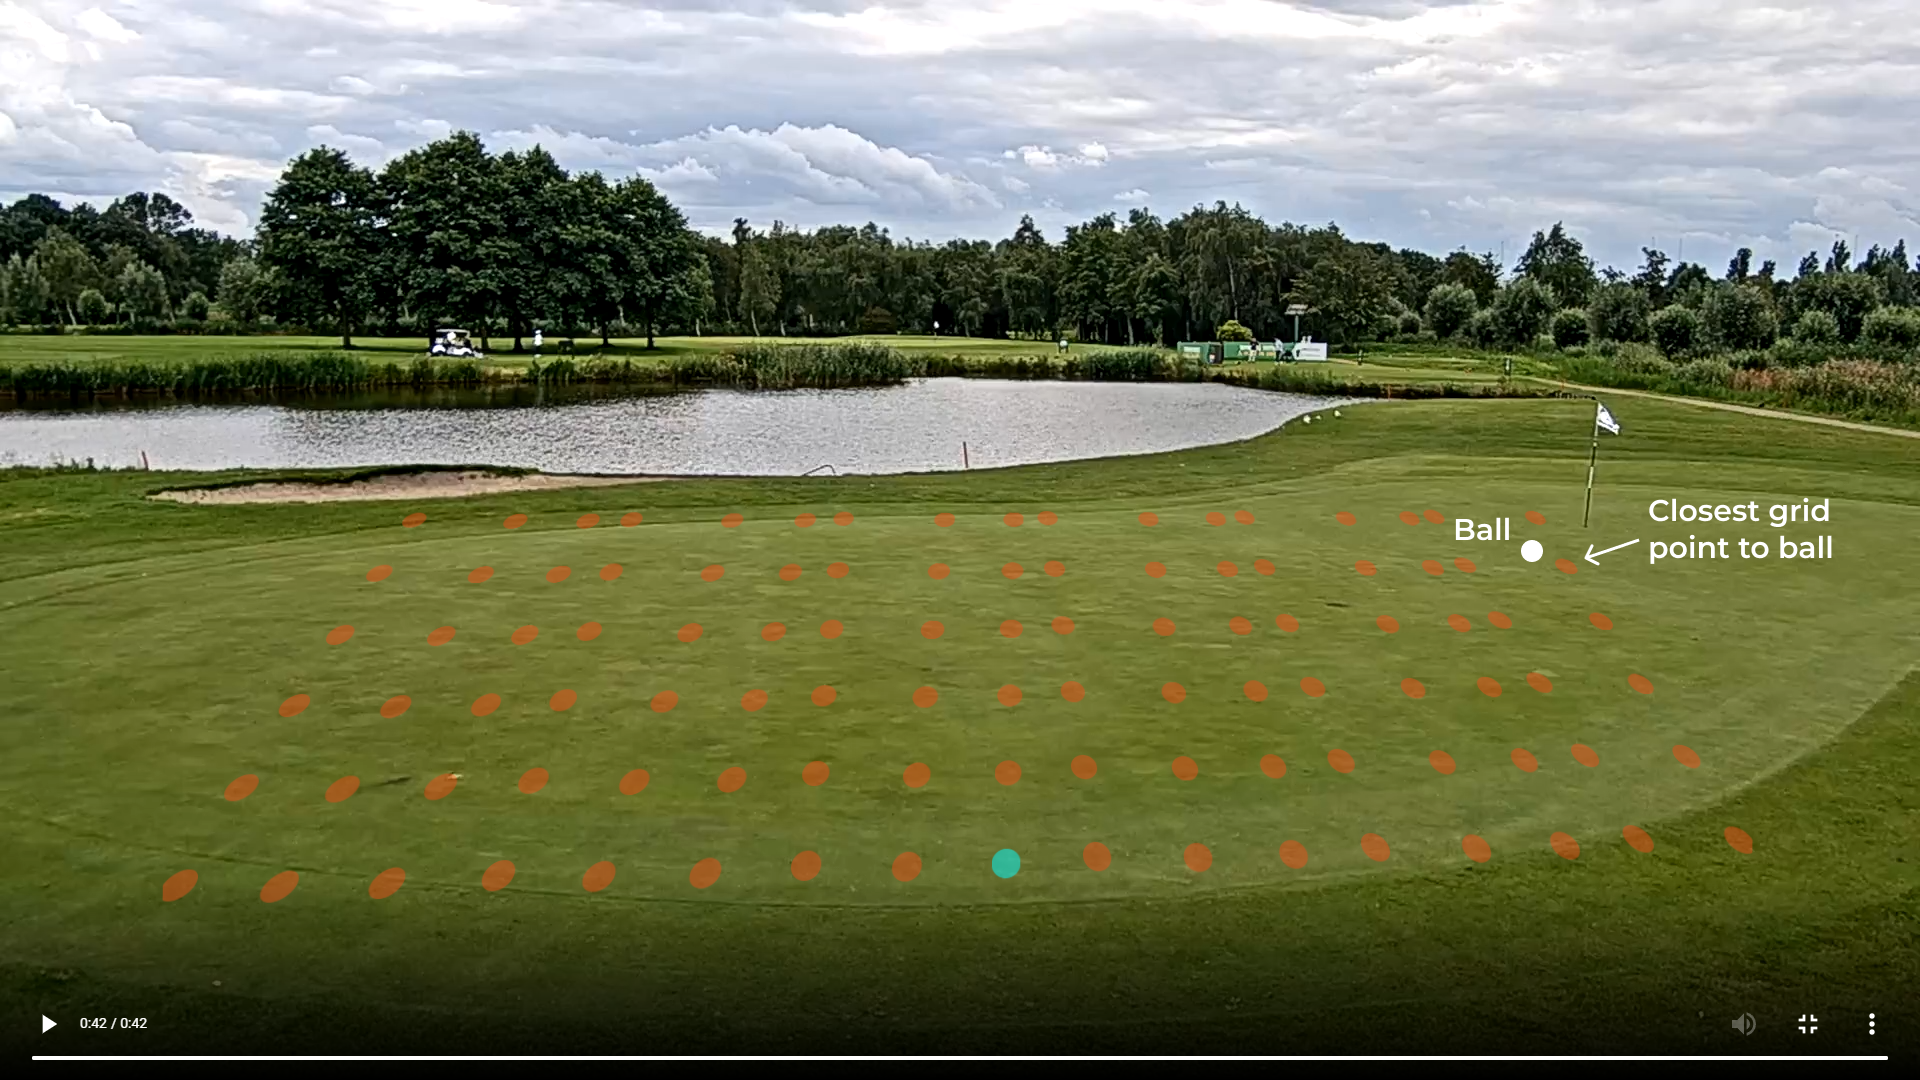 Ball
Closest grid
point to ball
0:42 / 0:42